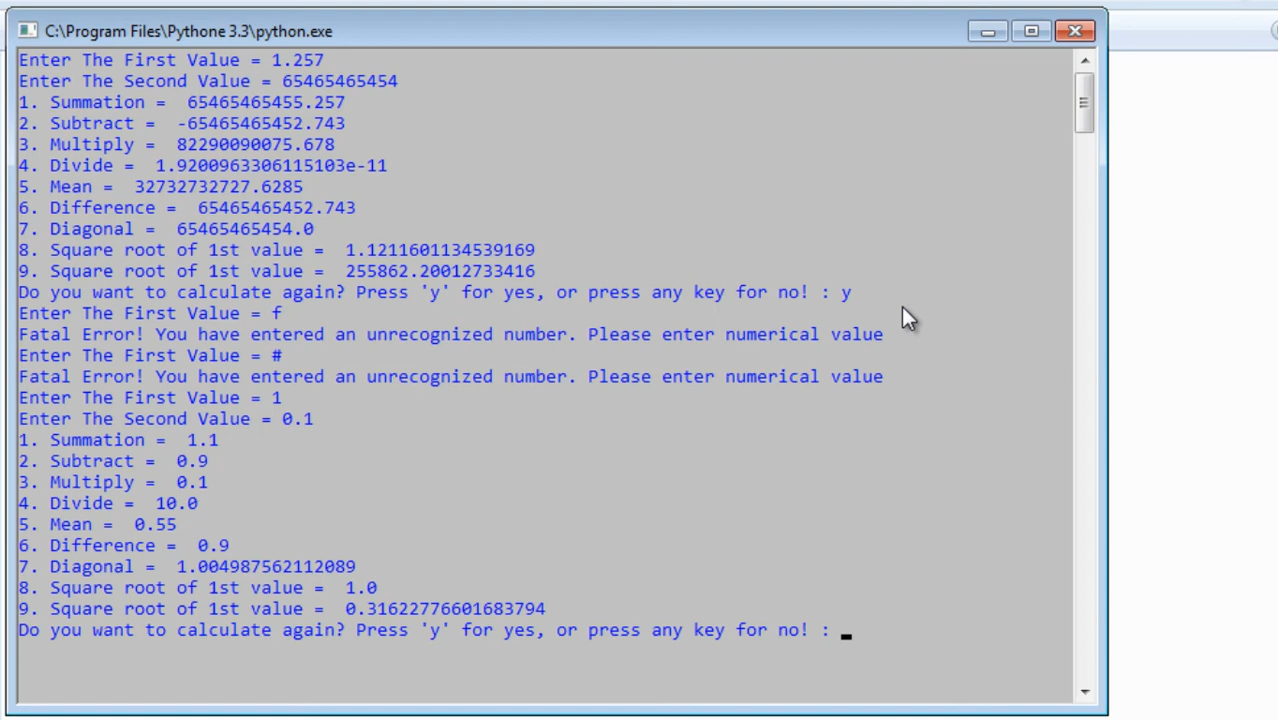 C:\Program Files\Pythone 3.3\python.exe
Enter The First Value = 1.257
Enter The Second Value = 65465465454
1. Summation =  65465465455.257
2. Subtract =  -65465465452.743
3. Multiply =  82290090075.678
4. Divide =  1.9200963306115103e-11
5. Mean =  32732732727.6285
6. Difference =  65465465452.743
7. Diagonal =  65465465454.0
8. Square root of 1st value =  1.1211601134539169
9. Square root of 1st value =  255862.20012733416
Do you want to calculate again? Press 'y' for yes, or press any key for no! : y
Enter The First Value = f
Fatal Error! You have entered an unrecognized number. Please enter numerical value
Enter The First Value = #
Fatal Error! You have entered an unrecognized number. Please enter numerical value
Enter The First Value = 1
Enter The Second Value = 0.1
1. Summation =  1.1
2. Subtract =  0.9
3. Multiply =  0.1
4. Divide =  10.0
5. Mean =  0.55
6. Difference =  0.9
7. Diagonal =  1.004987562112089
8. Square root of 1st value =  1.0
9. Square root of 1st value =  0.31622776601683794
Do you want to calculate again? Press 'y' for yes, or press any key for no! :